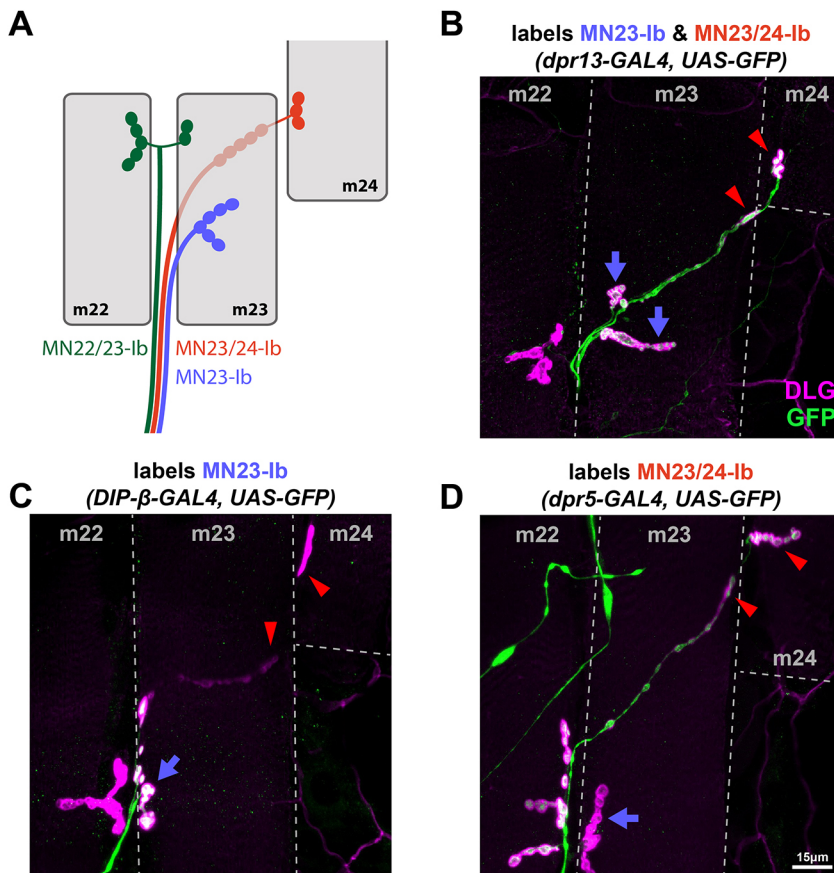 A
m22
m23
m24
MN22/23-Ib
MN23/24-Ib
MN23-Ib
B
labels MN23-Ib & MN23/24-Ib
(dpr13-GAL4, UAS-GFP)
m22
m23
m24
DLG
GFP
C
labels MN23-Ib
(DIP-β-GAL4, UAS-GFP)
m22
m23
m24
D
labels MN23/24-Ib
(dpr5-GAL4, UAS-GFP)
m22
m23
m24
15µm